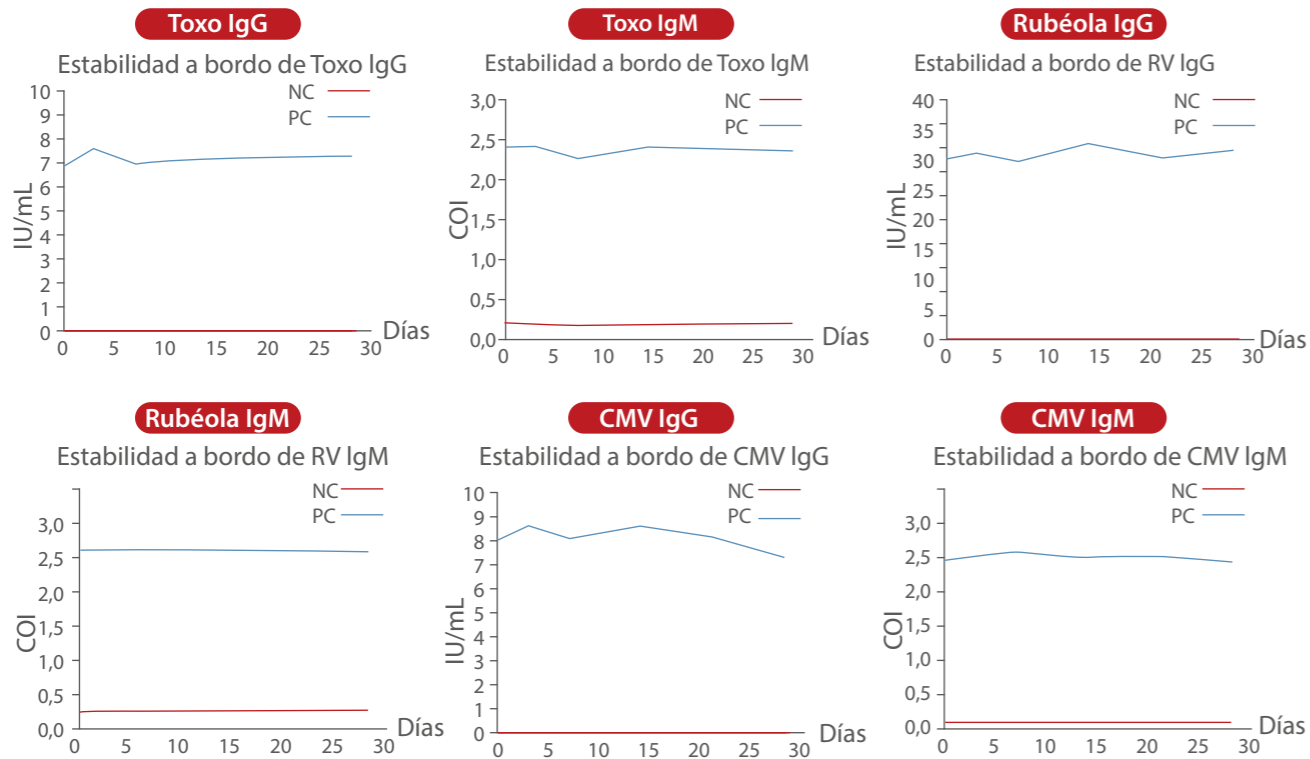 Toxo IgG
Estabilidad a bordo de Toxo IgG
NC
PC
10
9
8
7
6
5
4
3
2
1
0
IU/mL
0 5 10 15 20 25 30
Días
Toxo IgM
Estabilidad a bordo de Toxo IgM
NC
PC
3,0
2,5
2,0
1,5
1,0
0,5
0,0
COI
0 5 10 15 20 25 30
Días
Rubéola IgG
Estabilidad a bordo de RV IgG
NC
PC
40
35
30
20
20
15
10
5
0
IU/mL
0 5 10 15 20 25 30
Días
Rubéola IgM
Estabilidad a bordo de RV IgM
NC
PC
3,0
2,5
2,0
1,5
1,0
0,5
0,0
COI
0 5 10 15 20 25 30
Días
CMV IgG
Estabilidad a bordo de CMV IgG
NC
PC
10
9
8
7
6
5
4
3
2
1
0
IU/mL
0 5 10 15 20 25 30
Días
CMV IgM
Estabilidad a bordo de CMV IgM
NC
PC
3,0
2,5
2,0
1,5
1,0
0,5
0,0
COI
0 5 10 15 20 25 30
Días